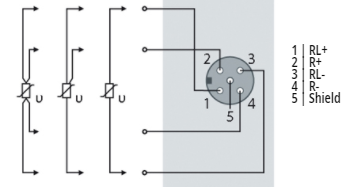 2
3
1
4
5
U
U
U
1 | RL+
2 | R+
3 | RL-
4 | R-
5 | Shield